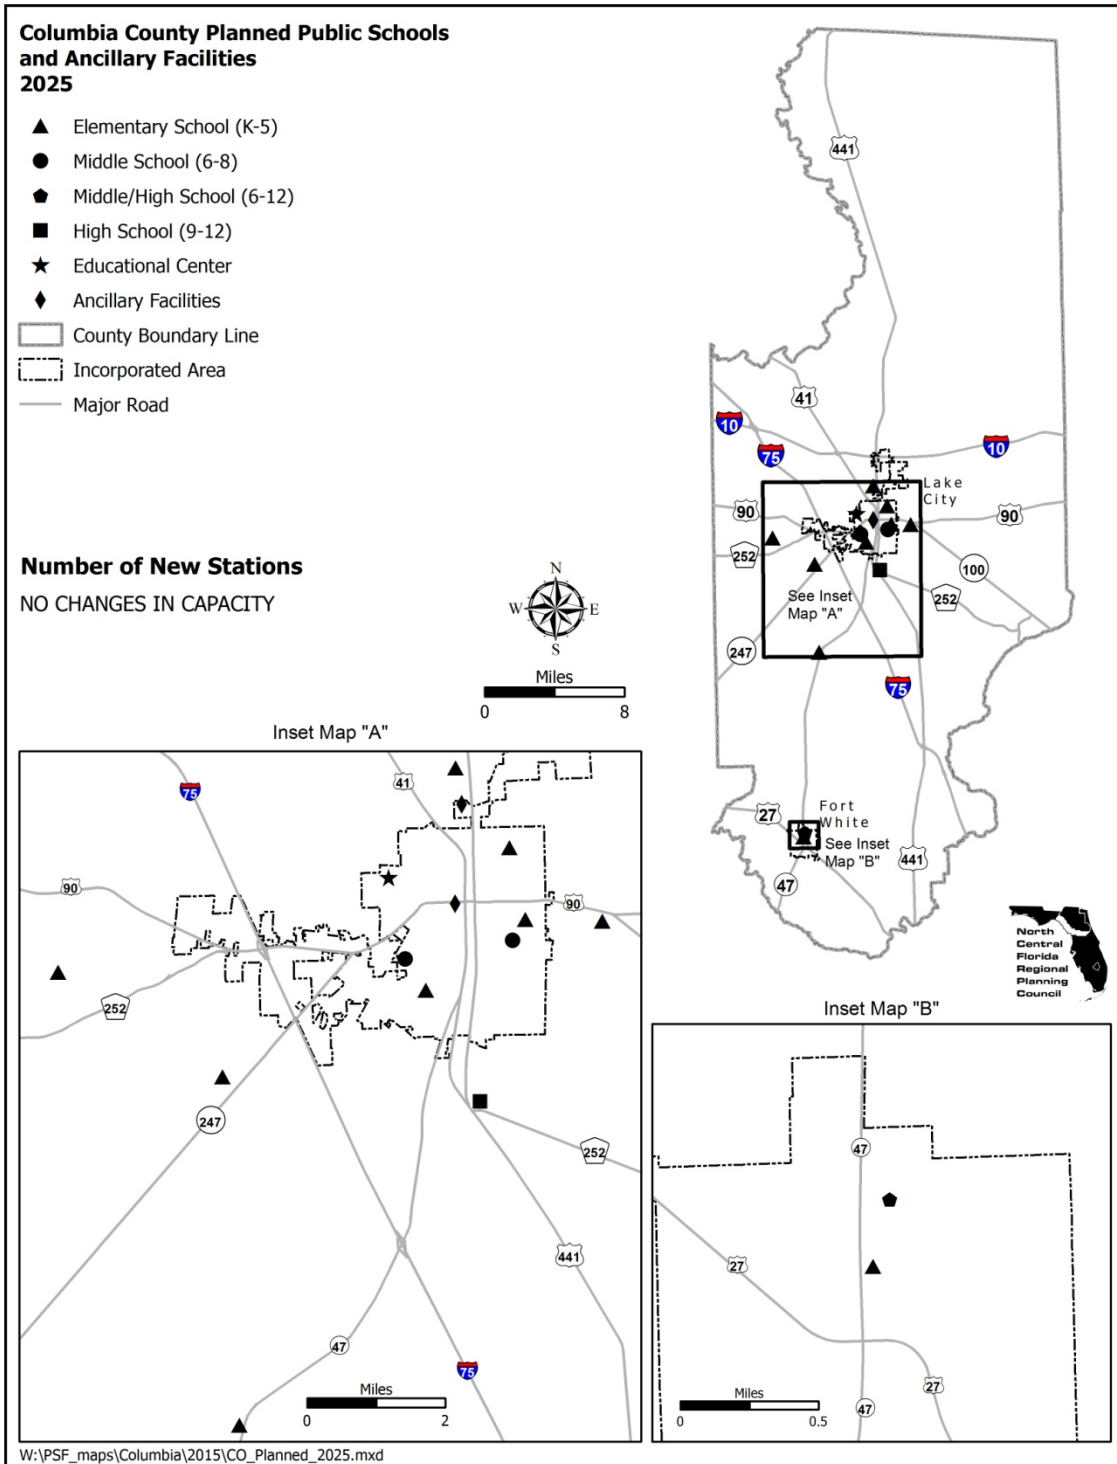 Columbia County Planned Public Schools
and Ancillary Facilities
2025
Elementary School (K-5)
Middle School (6-8)
Middle/High School (6-12)
High School (9-12)
Educational Center
Ancillary Facilities
County Boundary Line
Incorporated Area
Major Road
Number of New Stations
NO CHANGES IN CAPACITY
N
W E
S
Miles
0 8
441
41
10
75
10
Lake
City
90
90
252
100
See Inset
Map "A"
252
247
75
27
Fort
White
See Inset
Map "B"
441
47
North
Central
Florida
Regional
Planning
Council
Inset Map "A"
75
41
90
90
252
247
252
441
47
75
Miles
0 2
Inset Map "B"
47
27
27
47
Miles
0 0.5
W:\PSF_maps\Columbia\2015\CO_Planned_2025.mxd